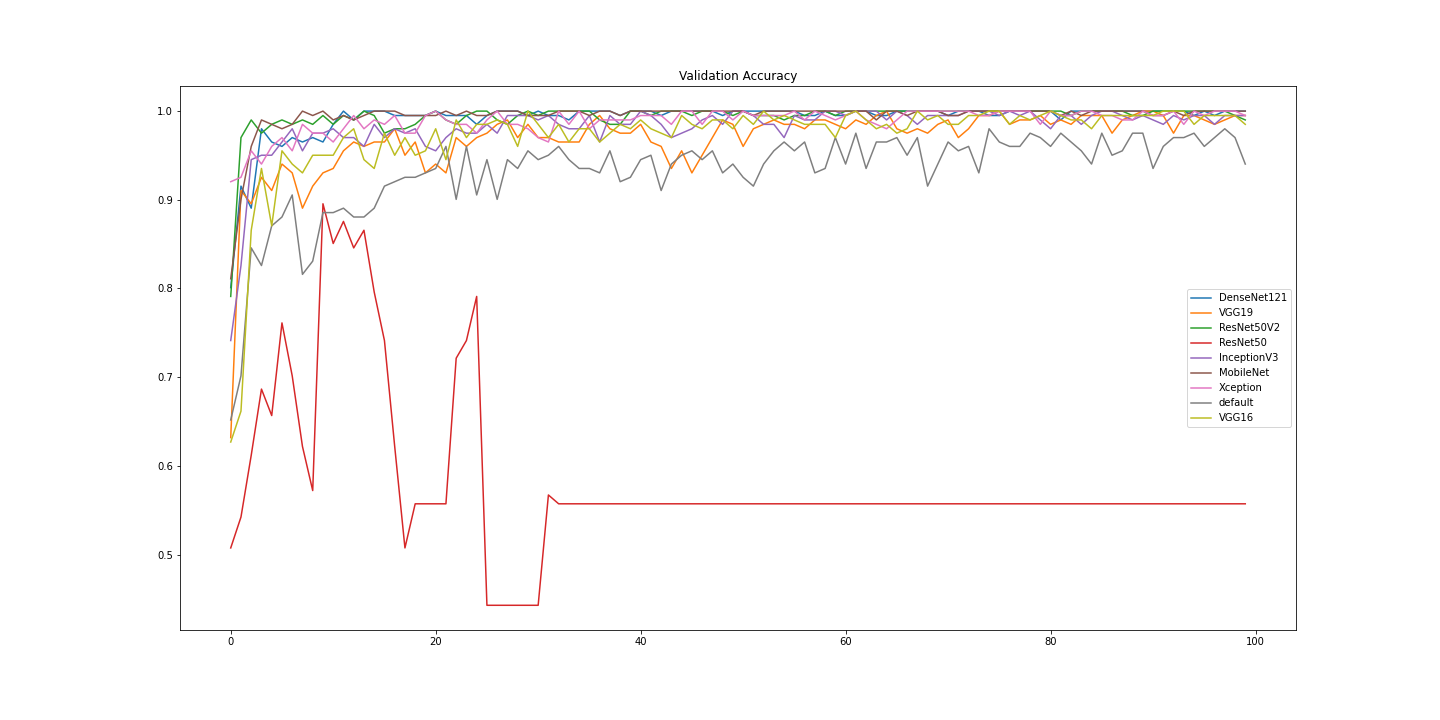 Validation Accuracy
1.0
0.9
0.8
0.7
0.6
0.5
0
20
40
60
80
100
DenseNet121
VGG19
ResNet50V2
ResNet50
InceptionV3
MobileNet
Xception
default
VGG16